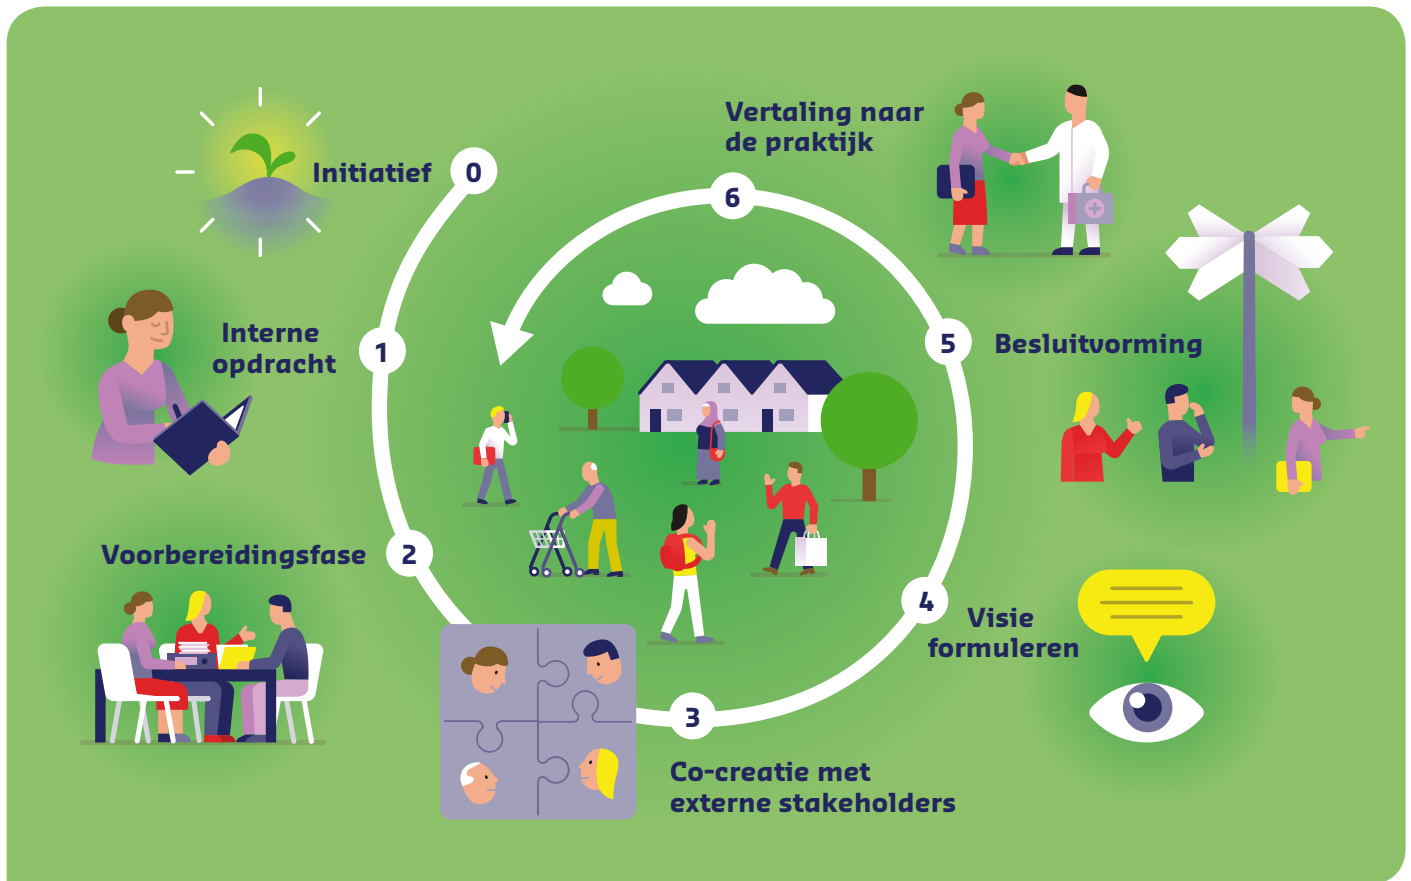 Initiatief
0
Interne
opdracht
1
Voorbereidingsfase
2
3
Co-creatie met
externe stakeholders
4
Visie
formuleren
5
Besluitvorming
6
Vertaling naar
de praktijk